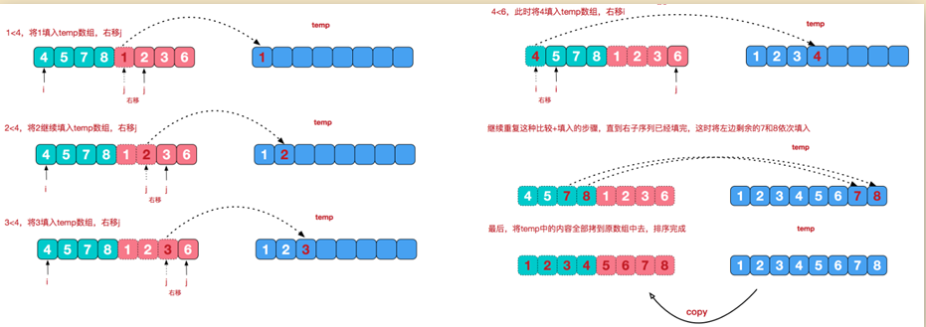 1<4，将1填入temp数组，右移j
temp
4 5 7 8 1 2 3 6
1
i j j
右移
2<4，将2继续填入temp数组，右移j
temp
4 5 7 8 1 2 3 6
1 2
i j j
右移
3<4，将3填入temp数组，右移j
temp
4 5 7 8 1 2 3 6
1 2 3
i j j
右移
4<6，此时将4填入temp数组，右移i
temp
4 5 7 8 1 2 3 6
1 2 3 4
i i j
右移
继续重复这种比较+填入的步骤，直到右子序列已经填完，这时将左边剩余的7和8依次填入
temp
4 5 7 8 1 2 3 6
1 2 3 4 5 6 7 8
最后，将temp中的内容全部拷到原数组中去，排序完成
temp
1 2 3 4 5 6 7 8
1 2 3 4 5 6 7 8
copy